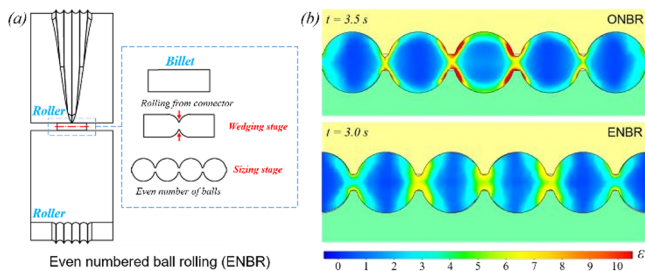 (a)
Billet
Rolling from connector
Roller
Wedging stage
Sizing stage
Even number of balls
Roller
Even numbered ball rolling (ENBR)
(b)
t = 3.5 s
ONBR
t = 3.0 s
ENBR
0 1 2 3 4 5 6 7 8 9 10 ε